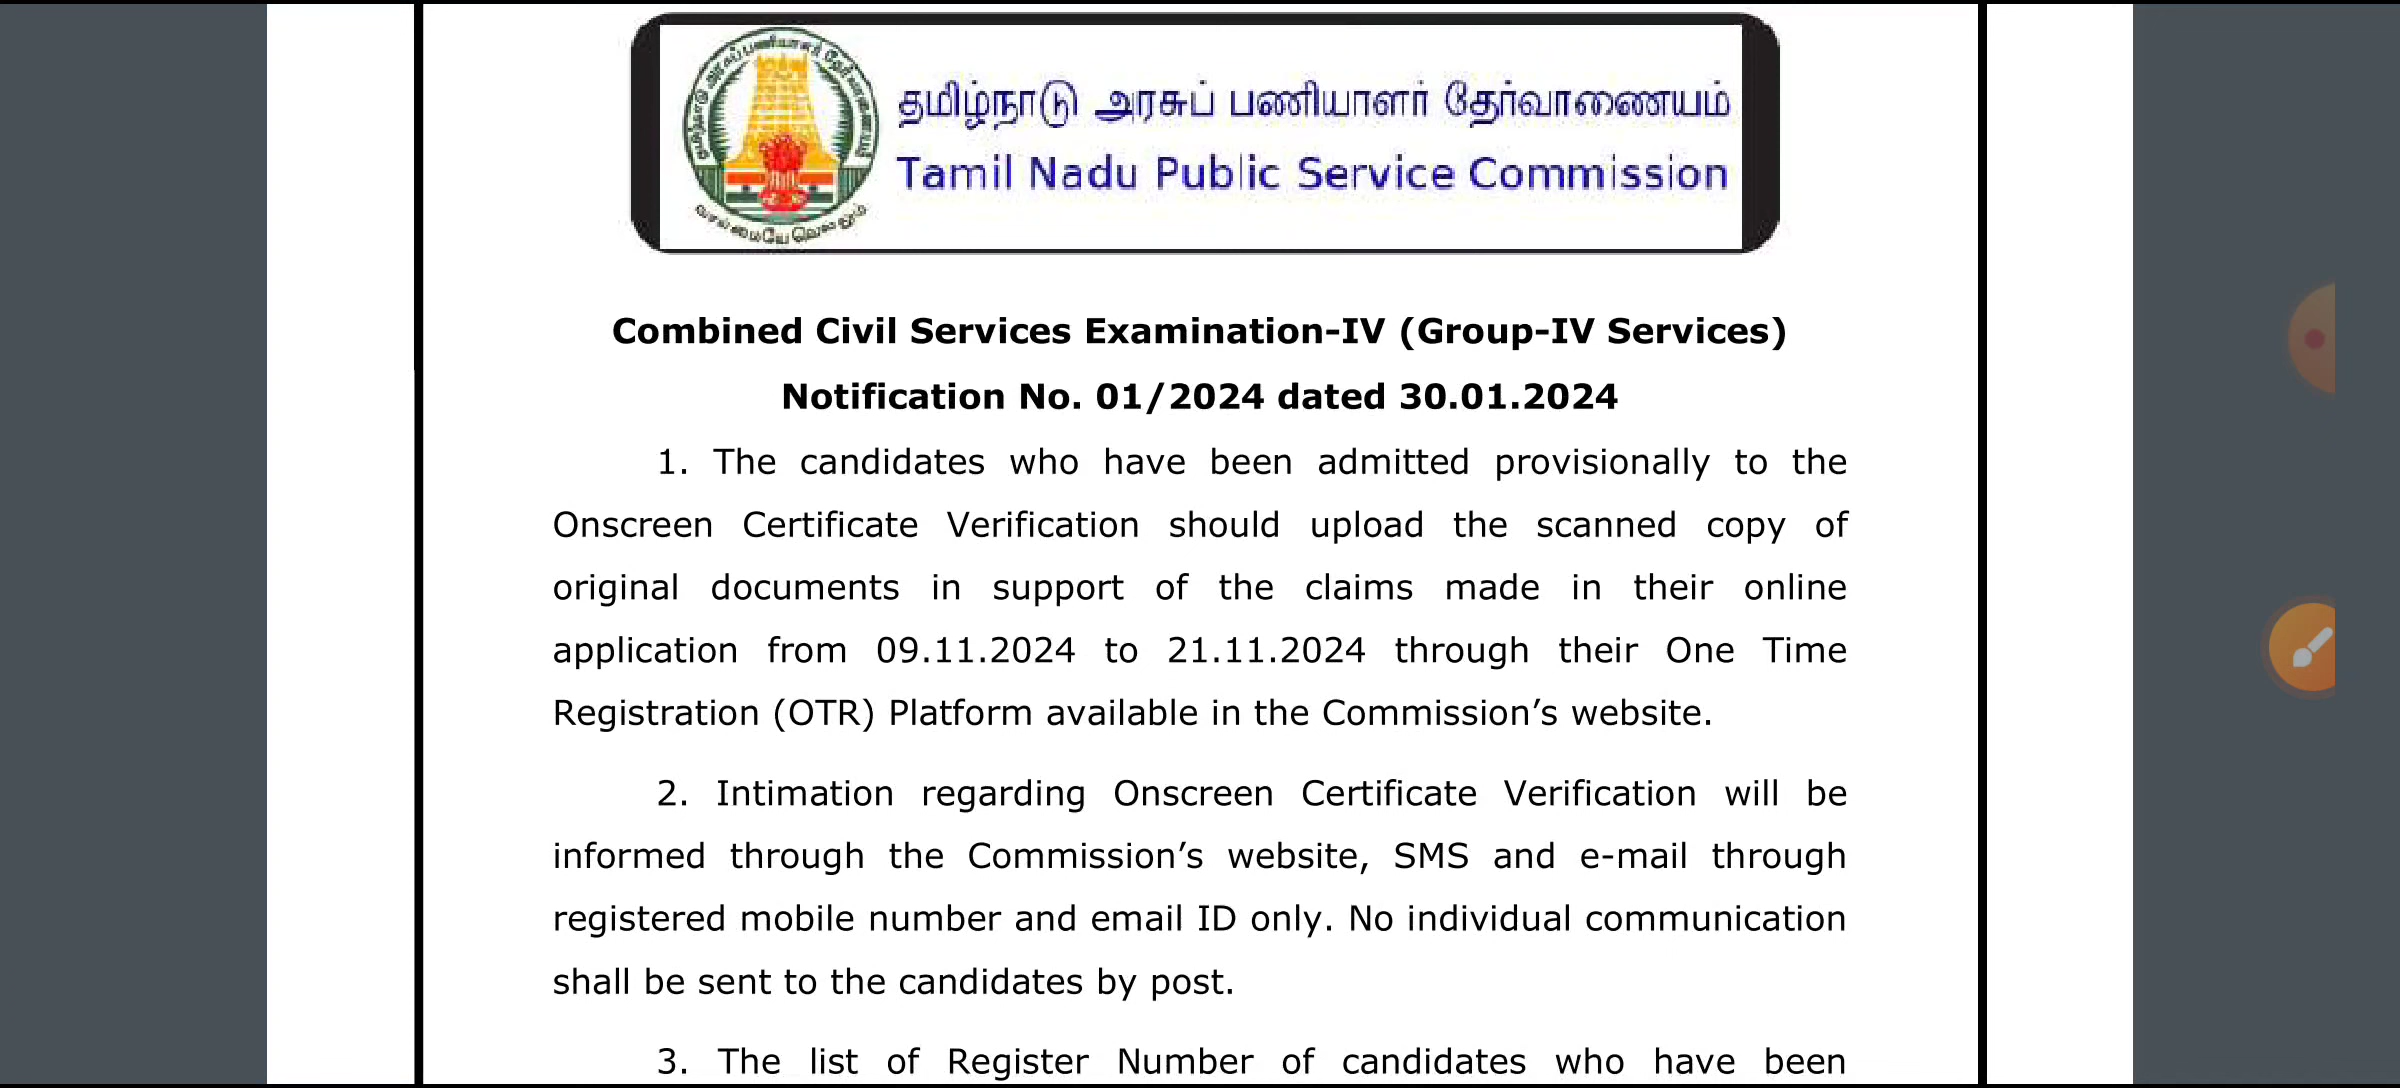 தமிழ்நாடு அரசுப் பணியாளர் தேர்வாணையம்
தமிழ்நாடு அரசுப் பணியாளர் தேர்வாணையம்
Tamil Nadu Public Service Commission
வாய்மையே வெல்லும்
Combined Civil Services Examination-IV (Group-IV Services)
Notification No. 01/2024 dated 30.01.2024
1. The candidates who have been admitted provisionally to the
Onscreen Certificate Verification should upload the scanned copy of
original documents in support of the claims made in their online
application from 09.11.2024 to 21.11.2024 through their One Time
Registration (OTR) Platform available in the Commission’s website.
2. Intimation regarding Onscreen Certificate Verification will be
informed through the Commission’s website, SMS and e-mail through
registered mobile number and email ID only. No individual communication
shall be sent to the candidates by post.
3. The list of Register Number of candidates who have been